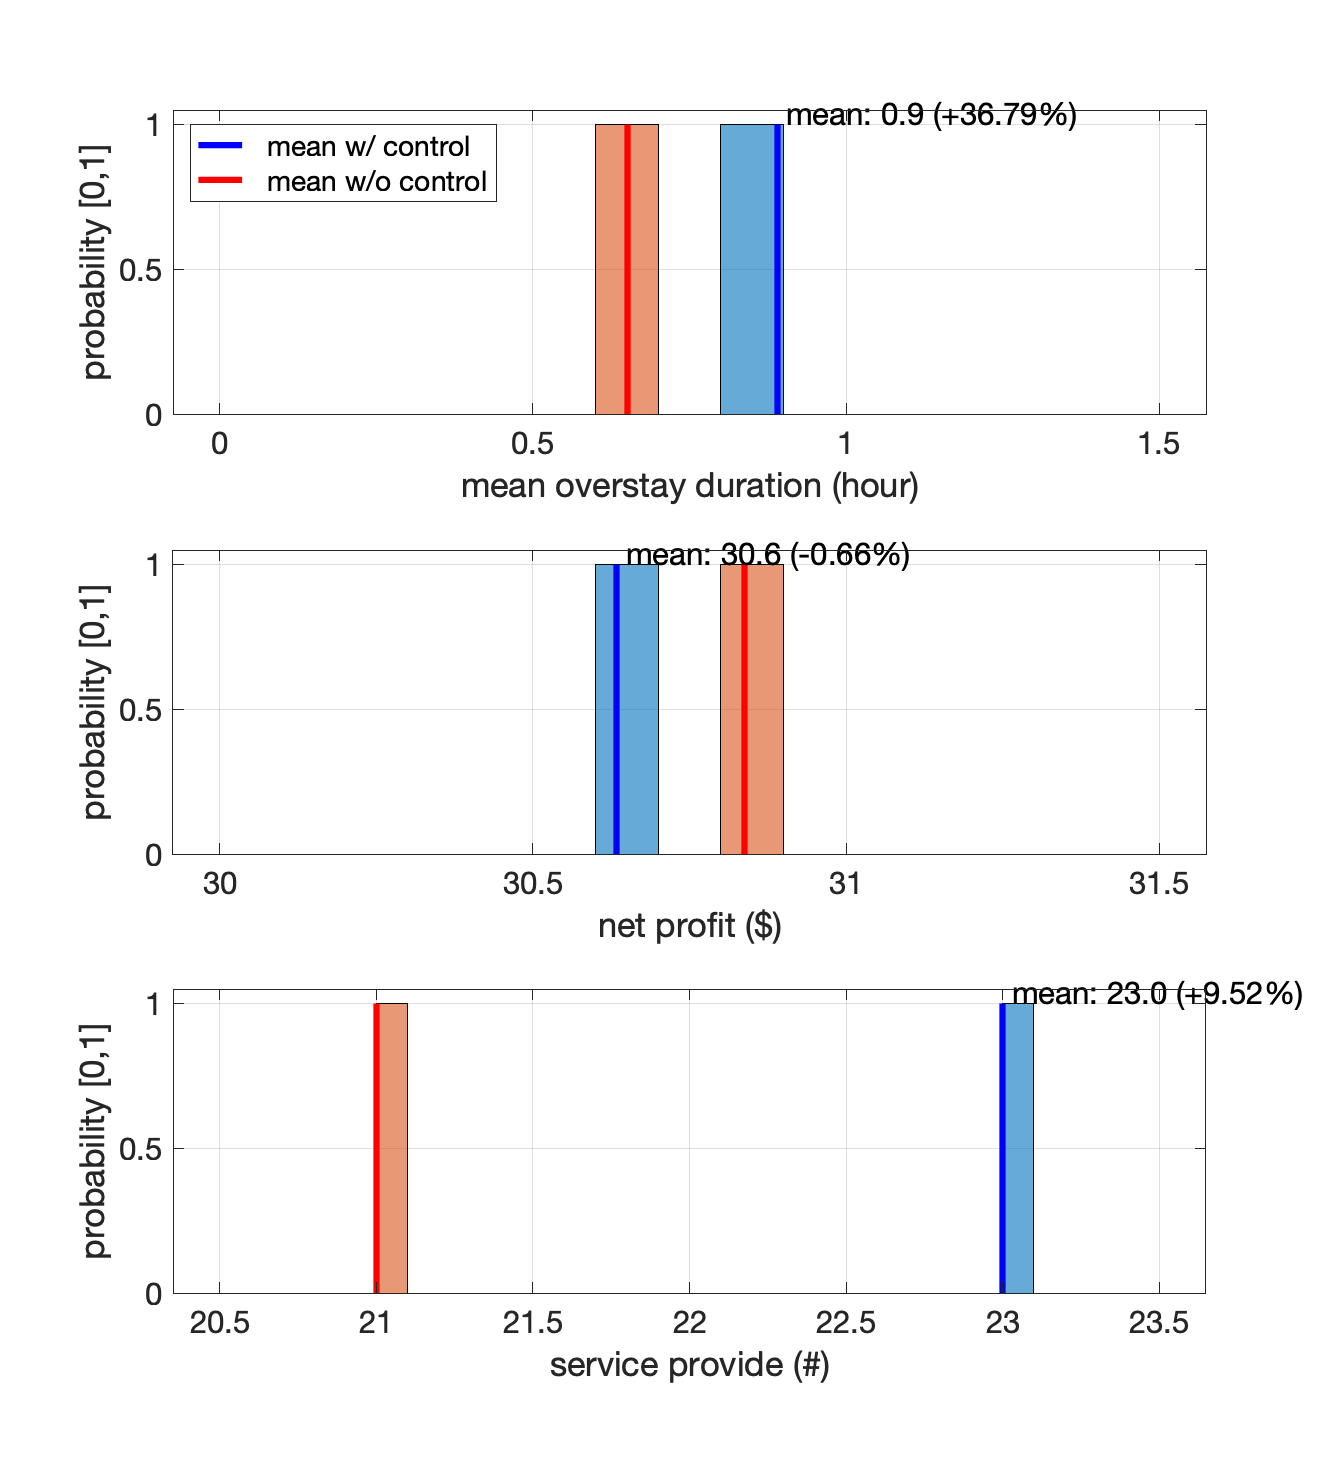 mean: 0.9 (+36.79%)
probability [0,1]
1
0.5
0
mean w/ control
mean w/o control
0 0.5 1 1.5
mean overstay duration (hour)
mean: 30.6 (-0.66%)
probability [0,1]
1
0.5
0
30 30.5 31 31.5
net profit ($)
mean: 23.0 (+9.52%)
probability [0,1]
1
0.5
0
20.5 21 21.5 22 22.5 23 23.5
service provide (#)